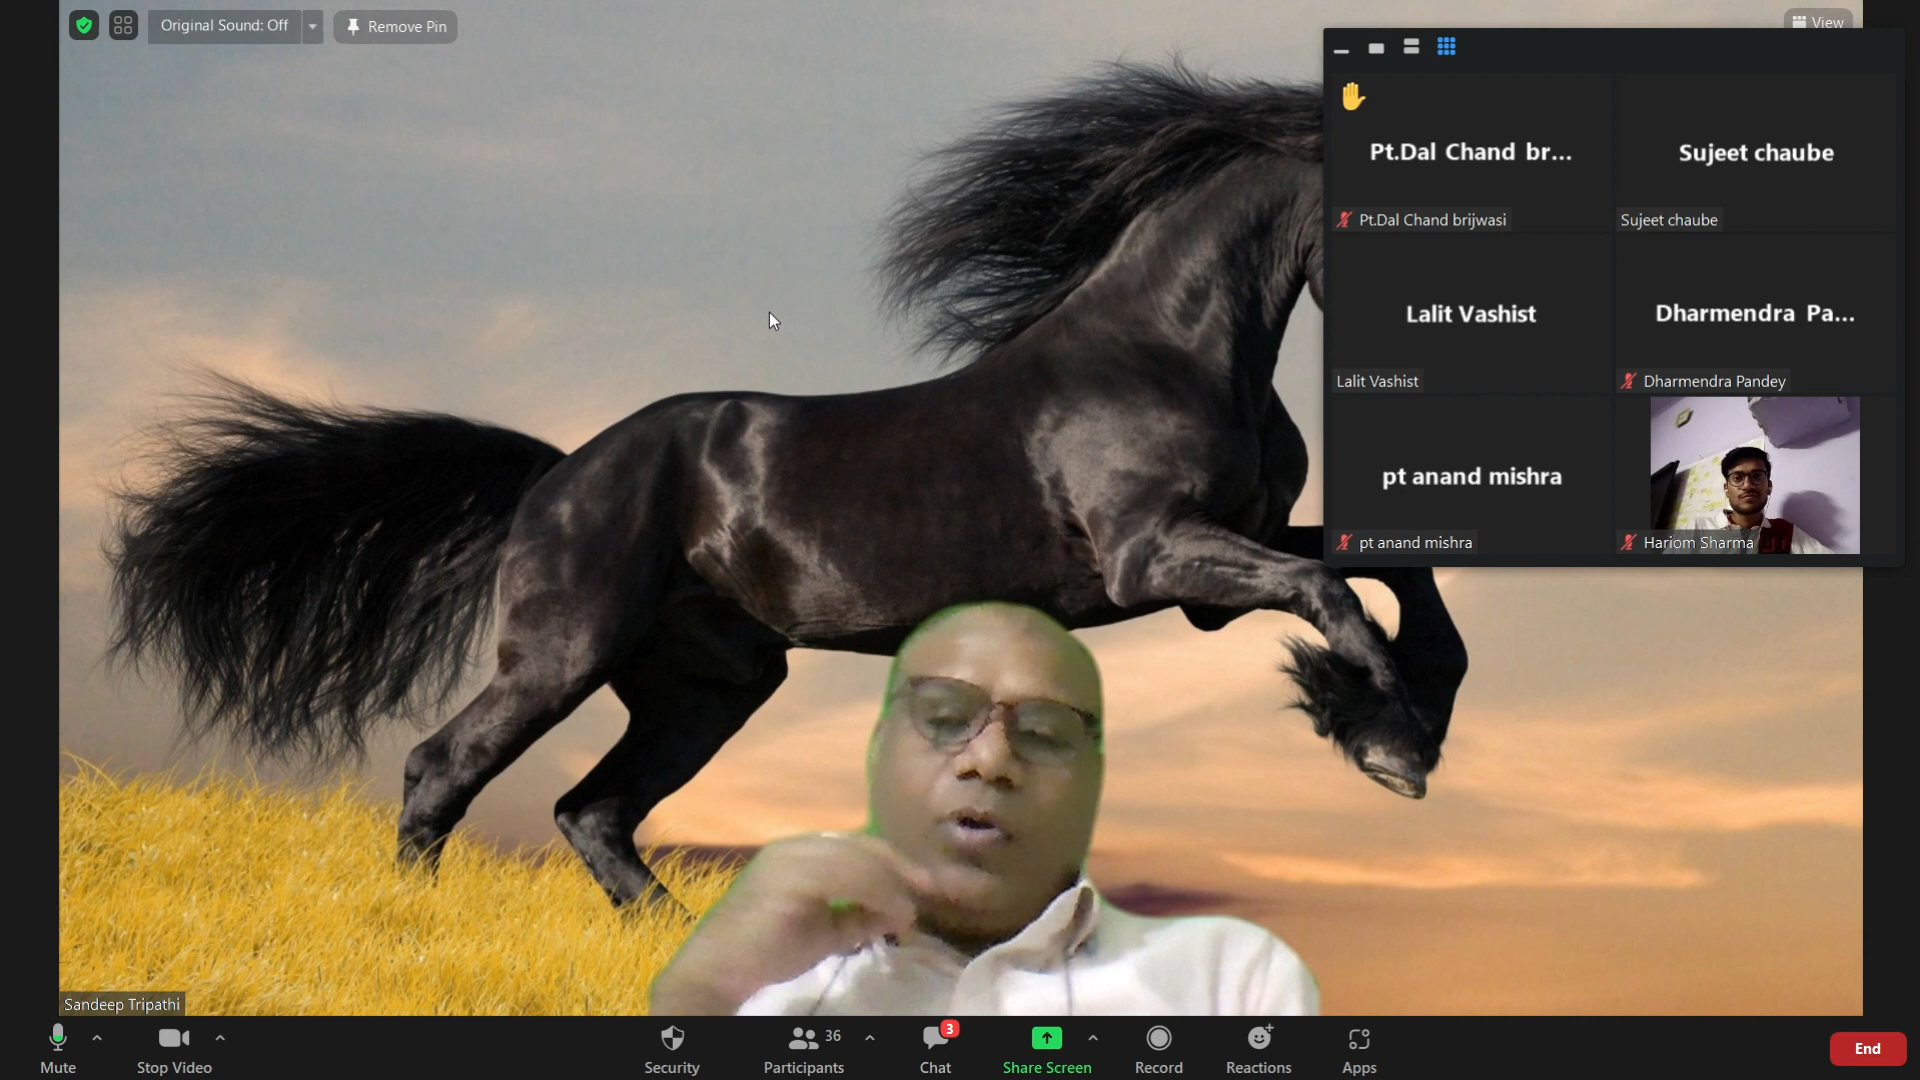 Original Sound: Off
Remove Pin
View
Pt.Dal Chand br...
Pt.Dal Chand brijwasi
Sujeet chaube
Sujeet chaube
Lalit Vashist
Lalit Vashist
Dharmendra Pa...
Dharmendra Pandey
pt anand mishra
pt anand mishra
Hariom Sharma
Sandeep Tripathi
Mute
Stop Video
Security
36
Participants
3
Chat
Share Screen
Record
Reactions
Apps
End